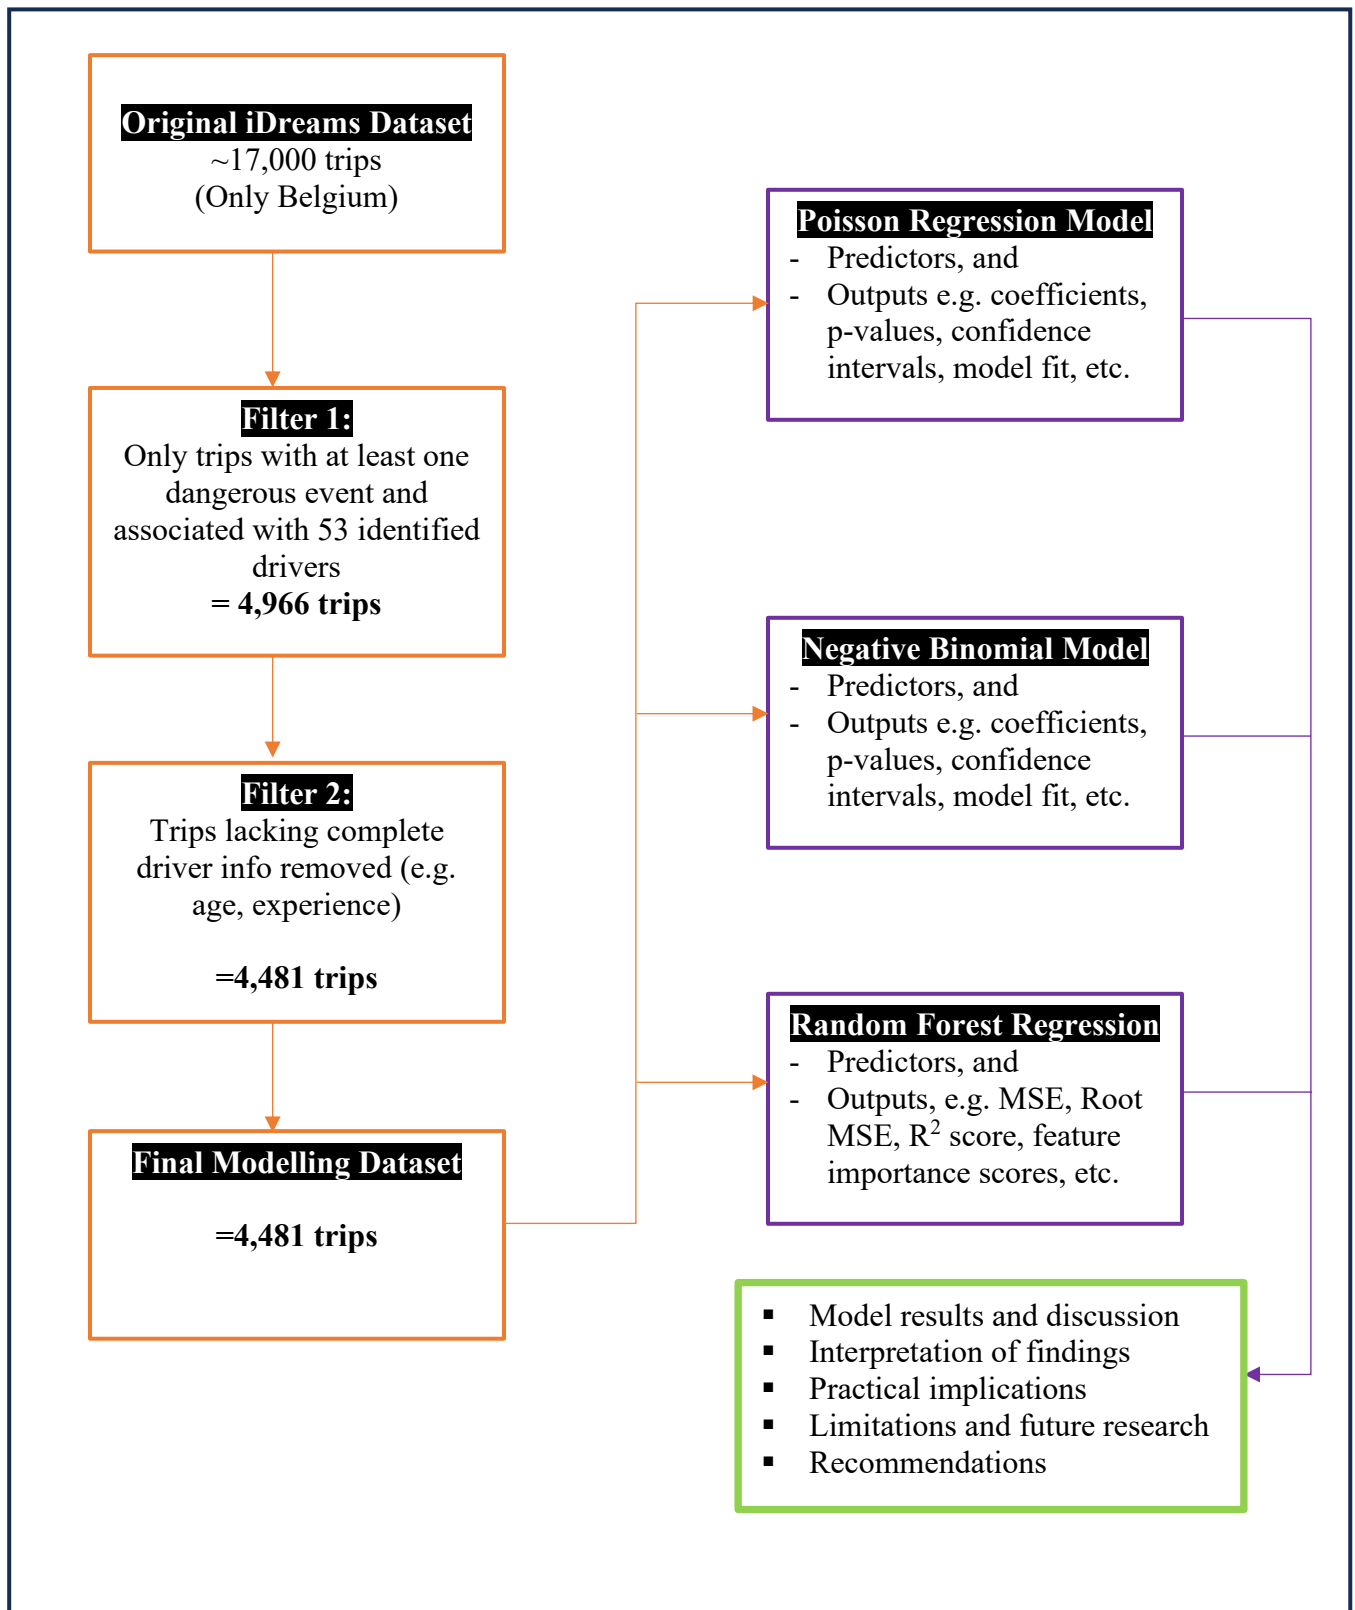 Original iDreams Dataset
~17,000 trips
(Only Belgium)
Filter 1:
Only trips with at least one
dangerous event and
associated with 53 identified
drivers
= 4,966 trips
Filter 2:
Trips lacking complete
driver info removed (e.g.
age, experience)
=4,481 trips
Final Modelling Dataset
=4,481 trips
Poisson Regression Model
- Predictors, and
- Outputs e.g. coefficients,
p-values, confidence
intervals, model fit, etc.
Negative Binomial Model
- Predictors, and
- Outputs e.g. coefficients,
p-values, confidence
intervals, model fit, etc.
Random Forest Regression
- Predictors, and
- Outputs, e.g. MSE, Root
MSE, R² score, feature
importance scores, etc.
▪ Model results and discussion
▪ Interpretation of findings
▪ Practical implications
▪ Limitations and future research
▪ Recommendations